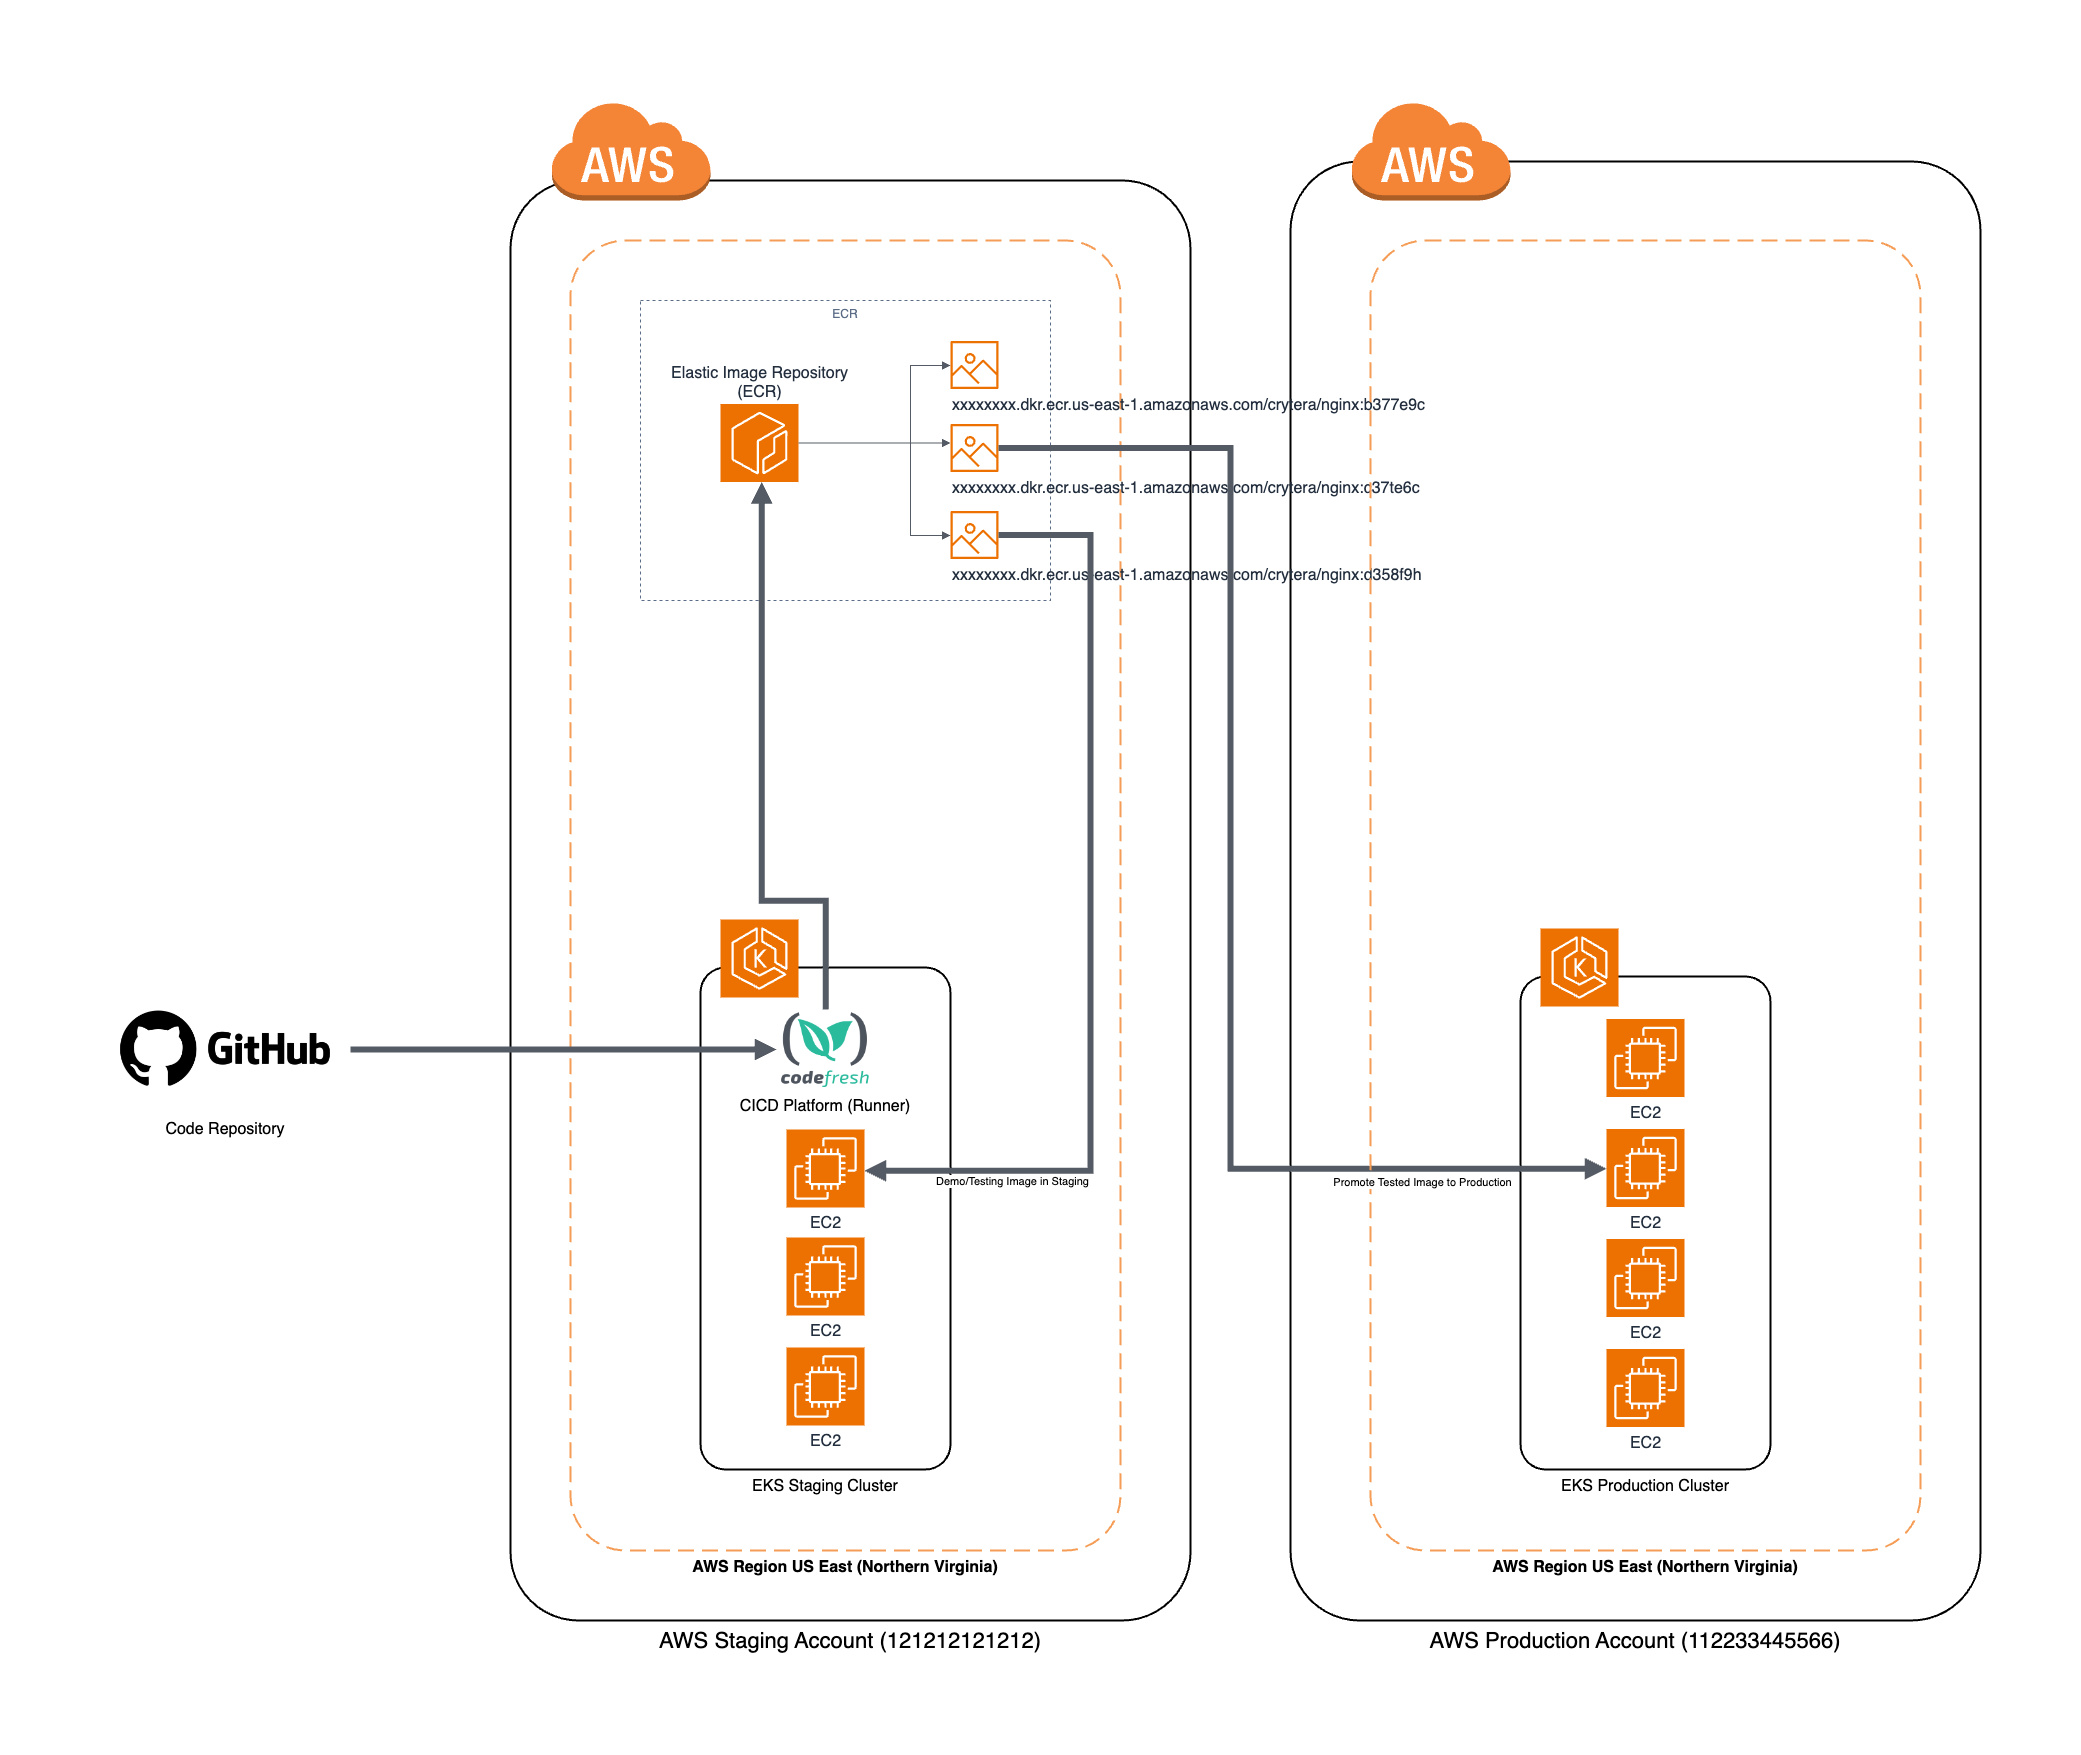 AWS
AWS
ECR
Elastic Image Repository
(ECR)
xxxxxxxx.dkr.ecr.us-east-1.amazonaws.com/crytera/nginx:b377e9c
xxxxxxxx.dkr.ecr.us-east-1.amazonaws.com/crytera/nginx:d37te6c
xxxxxxxx.dkr.ecr.us-east-1.amazonaws.com/crytera/nginx:d358f9h
K
K
GitHub
Code Repository
codefresh
CICD Platform (Runner)
EC2
Demo/Testing Image in Staging
EC2
EC2
EC2
EC2
Promote Tested Image to Production
EC2
EC2
EKS Staging Cluster
EKS Production Cluster
AWS Region US East (Northern Virginia)
AWS Region US East (Northern Virginia)
AWS Staging Account (121212121212)
AWS Production Account (112233445566)